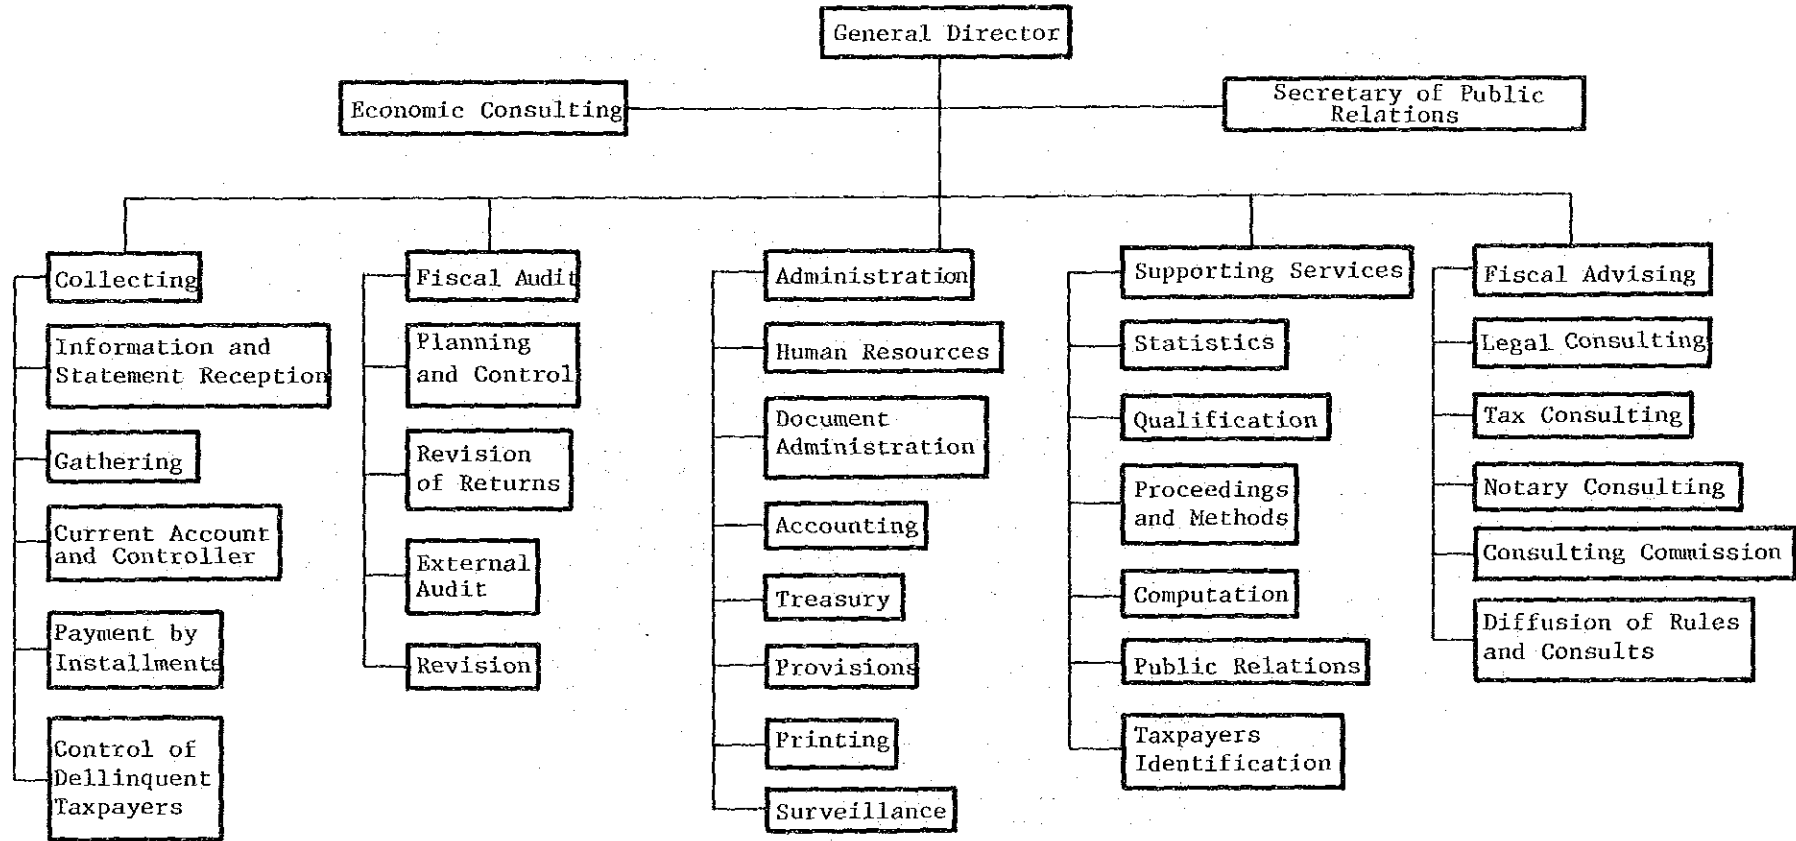 General Director
Economic Consulting
Secretary of Public
Relations
Collecting
Information and
Statement Reception
Gathering
Current Account
and Controller
Payment by
Installments
Control of
Dellinquent
Taxpayers
Fiscal Audit
Planning
and Control
Revision
of Returns
External
Audit
Revision
Administration
Human Resources
Document
Administration
Accounting
Treasury
Provisions
Printing
Surveillance
Supporting Services
Statistics
Qualification
Proceedings
and Methods
Computation
Public Relations
Taxpayers
Identification
Fiscal Advising
Legal Consulting
Tax Consulting
Notary Consulting
Consulting Commission
Diffusion of Rules
and Consults